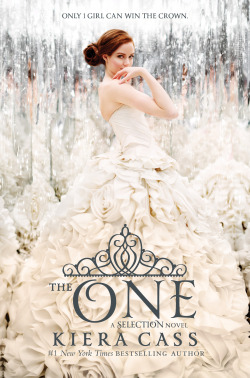 ONLY 1 GIRL CAN WIN THE CROWN.
THE ONE
A SELECTION NOVEL
KIERA CASS
#1 New York Times BESTSELLING AUTHOR